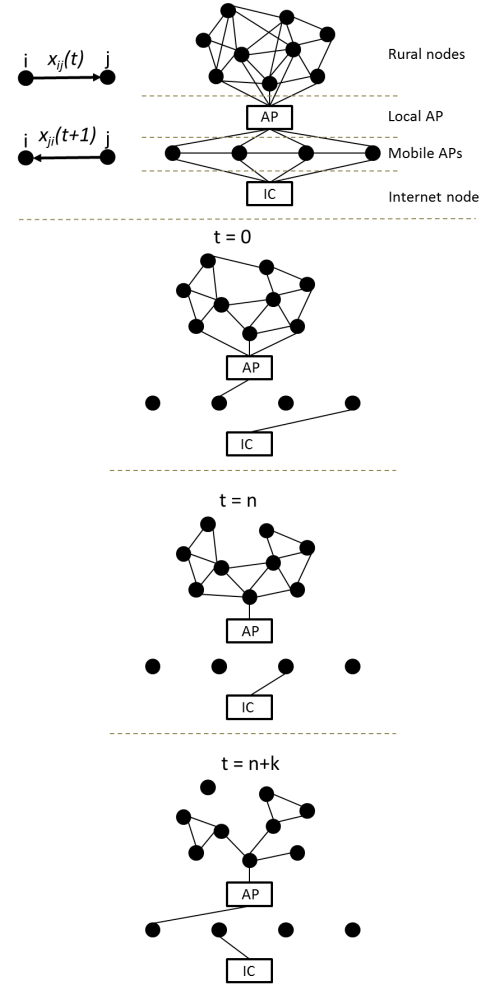 i x_ij(t) j
Rural nodes
AP
Local AP
i x_ji(t+1) j
Mobile APs
IC
Internet node
t = 0
AP
IC
t = n
AP
IC
t = n+k
AP
IC